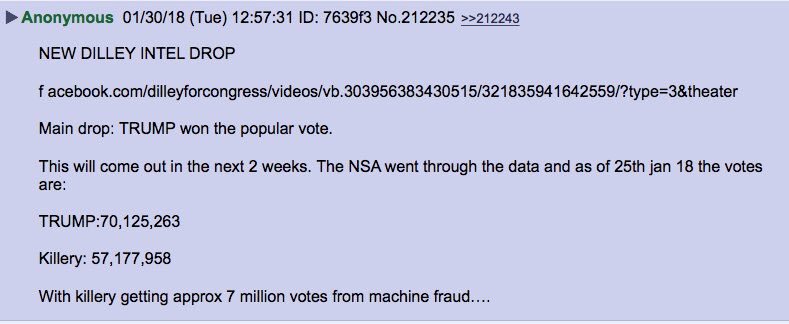 ▶Anonymous 01/30/18 (Tue) 12:57:31 ID: 7639f3 No.212235 >>212243
NEW DILLEY INTEL DROP
f acebook.com/dilleyforcongress/videos/vb.303956383430515/321835941642559/?type=3&theater
Main drop: TRUMP won the popular vote.
This will come out in the next 2 weeks. The NSA went through the data and as of 25th jan 18 the votes
are:
TRUMP:70,125,263
Killery: 57,177,958
With killery getting approx 7 million votes from machine fraud….